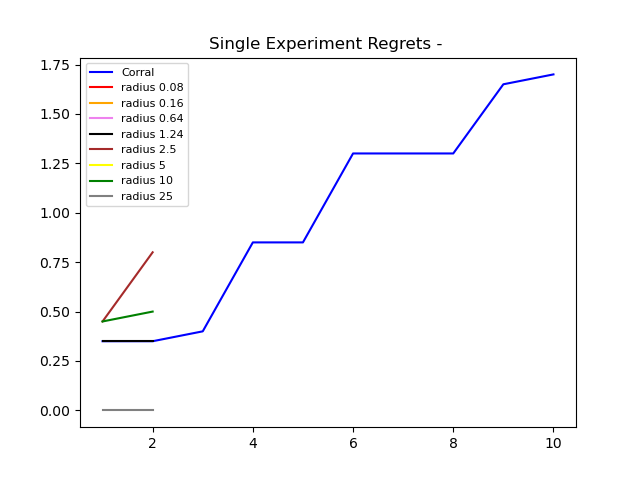 Single Experiment Regrets -
1.75
1.50
1.25
1.00
0.75
0.50
0.25
0.00
Corral
radius 0.08
radius 0.16
radius 0.64
radius 1.24
radius 2.5
radius 5
radius 10
radius 25
2 4 6 8 10